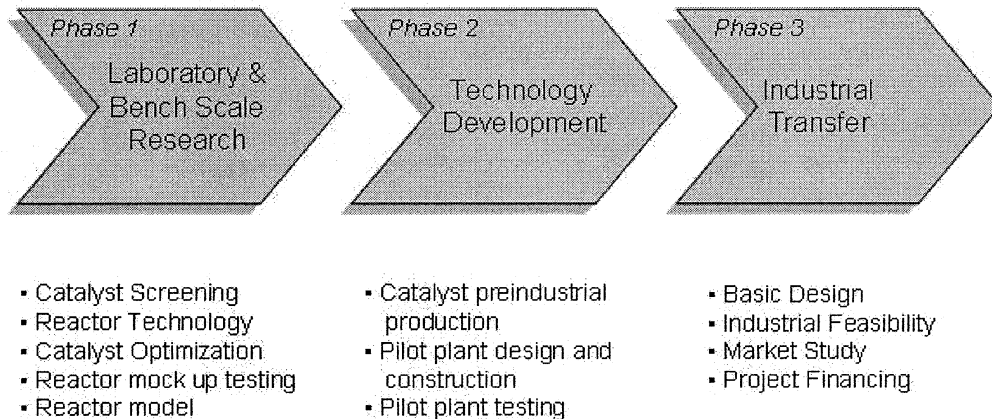 Phase 1
Laboratory &
Bench Scale
Research
Phase 2
Technology
Development
Phase 3
Industrial
Transfer
▪ Catalyst Screening
▪ Reactor Technology
▪ Catalyst Optimization
▪ Reactor mock up testing
▪ Reactor model
▪ Catalyst preindustrial
production
▪ Pilot plant design and
construction
▪ Pilot plant testing
▪ Basic Design
▪ Industrial Feasibility
▪ Market Study
▪ Project Financing